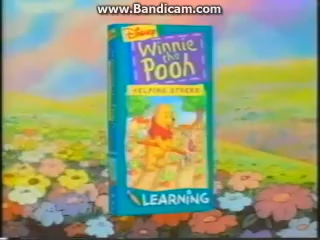 www.Bandicam.com
Disney
Winnie
the
Pooh
HELPING OTHERS
LEARNING